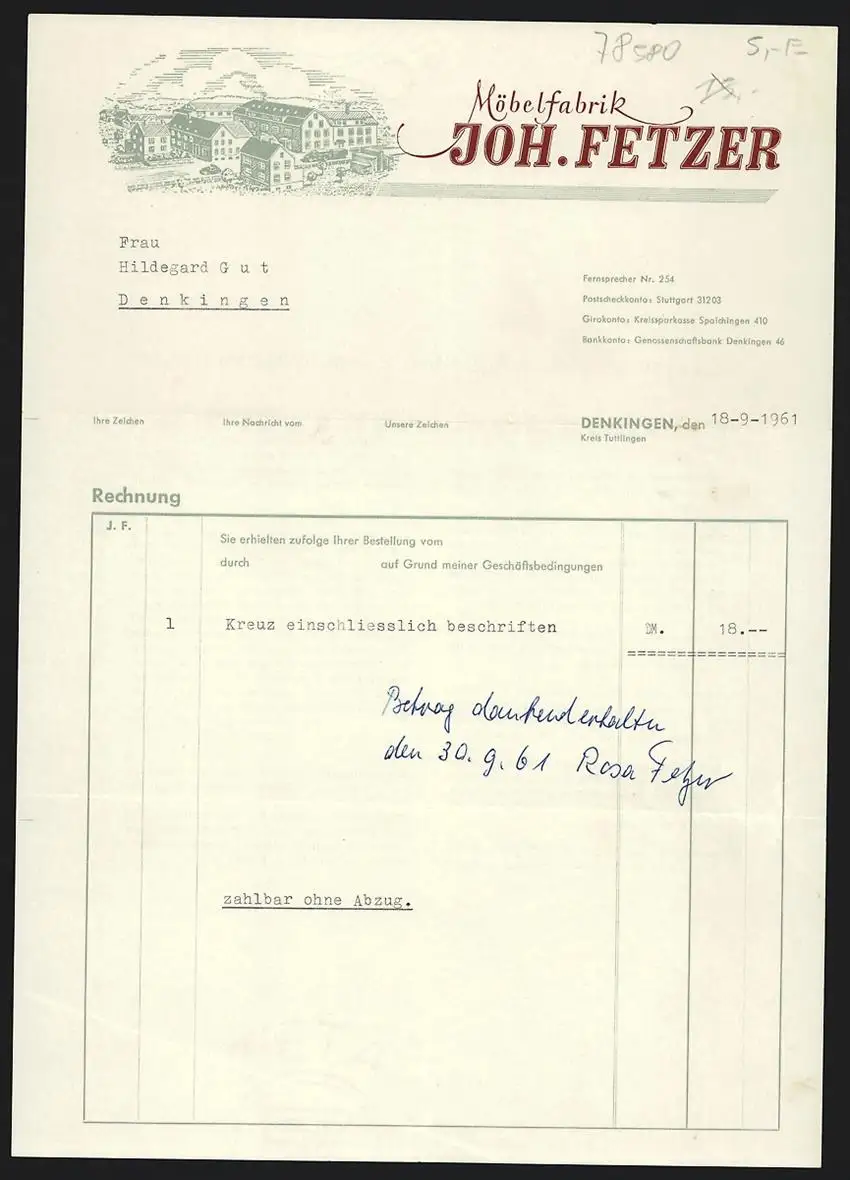 78580 5,-E
Möbelfabrik
JOH. FETZER
Frau
Hildegard G u t
D e n k i n g e n
Fernsprecher Nr. 254
Postscheckkonto: Stuttgart 31203
Girokonto: Kreissparkasse Spaichingen 410
Bankkonto: Genossenschaftsbank Denkingen 46
Ihre Zeichen Ihre Nachricht vom Unsere Zeichen DENKINGEN, den 18-9-1961
Kreis Tuttlingen
Rechnung
J. F.
Sie erhielten zufolge Ihrer Bestellung vom
durch auf Grund meiner Geschäftsbedingungen
1 Kreuz einschliesslich beschriften DM. 18.--
Betrag dankend erhalten
den 30. 9. 61 Rosa Fetzer
zahlbar ohne Abzug.